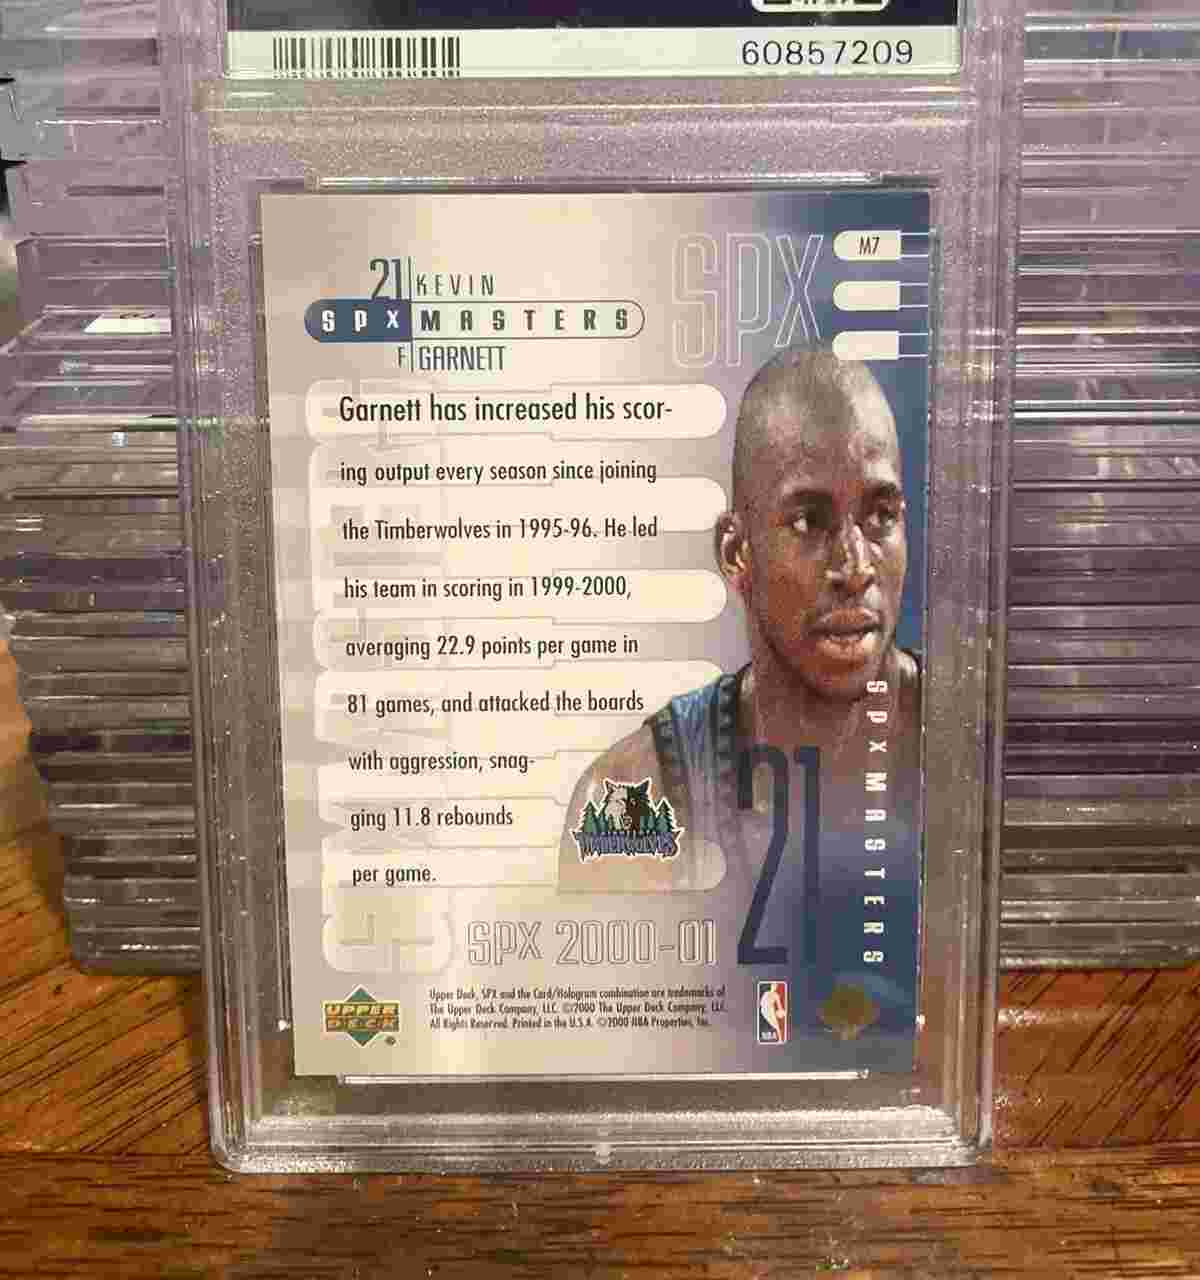 60857209
M7
SPX
21 KEVIN
SPX MASTERS
F GARNETT
Garnett has increased his scor-
ing output every season since joining
the Timberwolves in 1995-96. He led
his team in scoring in 1999-2000,
averaging 22.9 points per game in
81 games, and attacked the boards
with aggression, snag-
ging 11.8 rebounds
per game.
TIMBERWOLVES
21
SPX MASTERS
SPX 2000-01
UPPER DECK ®
Upper Deck, SPX and the Card/Hologram combination are trademarks of
The Upper Deck Company, LLC. ©2000 The Upper Deck Company, LLC.
All Rights Reserved. Printed in the U.S.A. ©2000 NBA Properties, Inc.
NBA